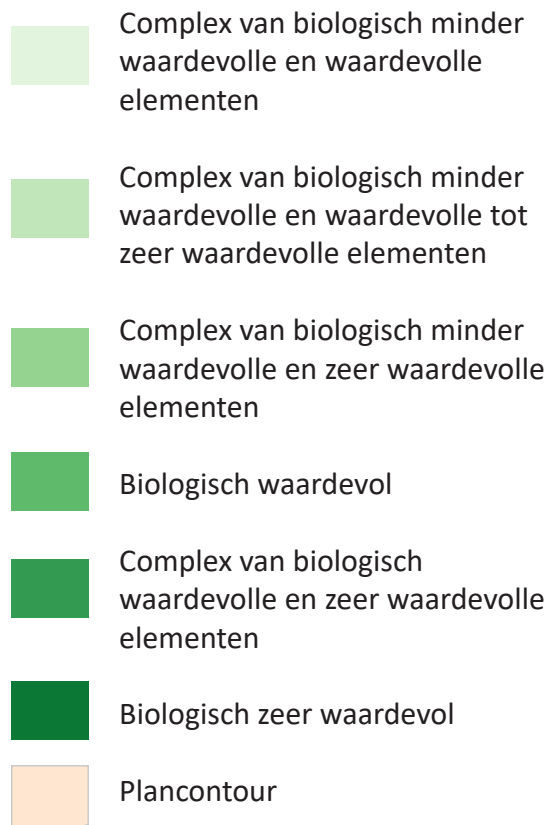 Complex van biologisch minder
waardevolle en waardevolle
elementen
Complex van biologisch minder
waardevolle en waardevolle tot
zeer waardevolle elementen
Complex van biologisch minder
waardevolle en zeer waardevolle
elementen
Biologisch waardevol
Complex van biologisch
waardevolle en zeer waardevolle
elementen
Biologisch zeer waardevol
Plancontour